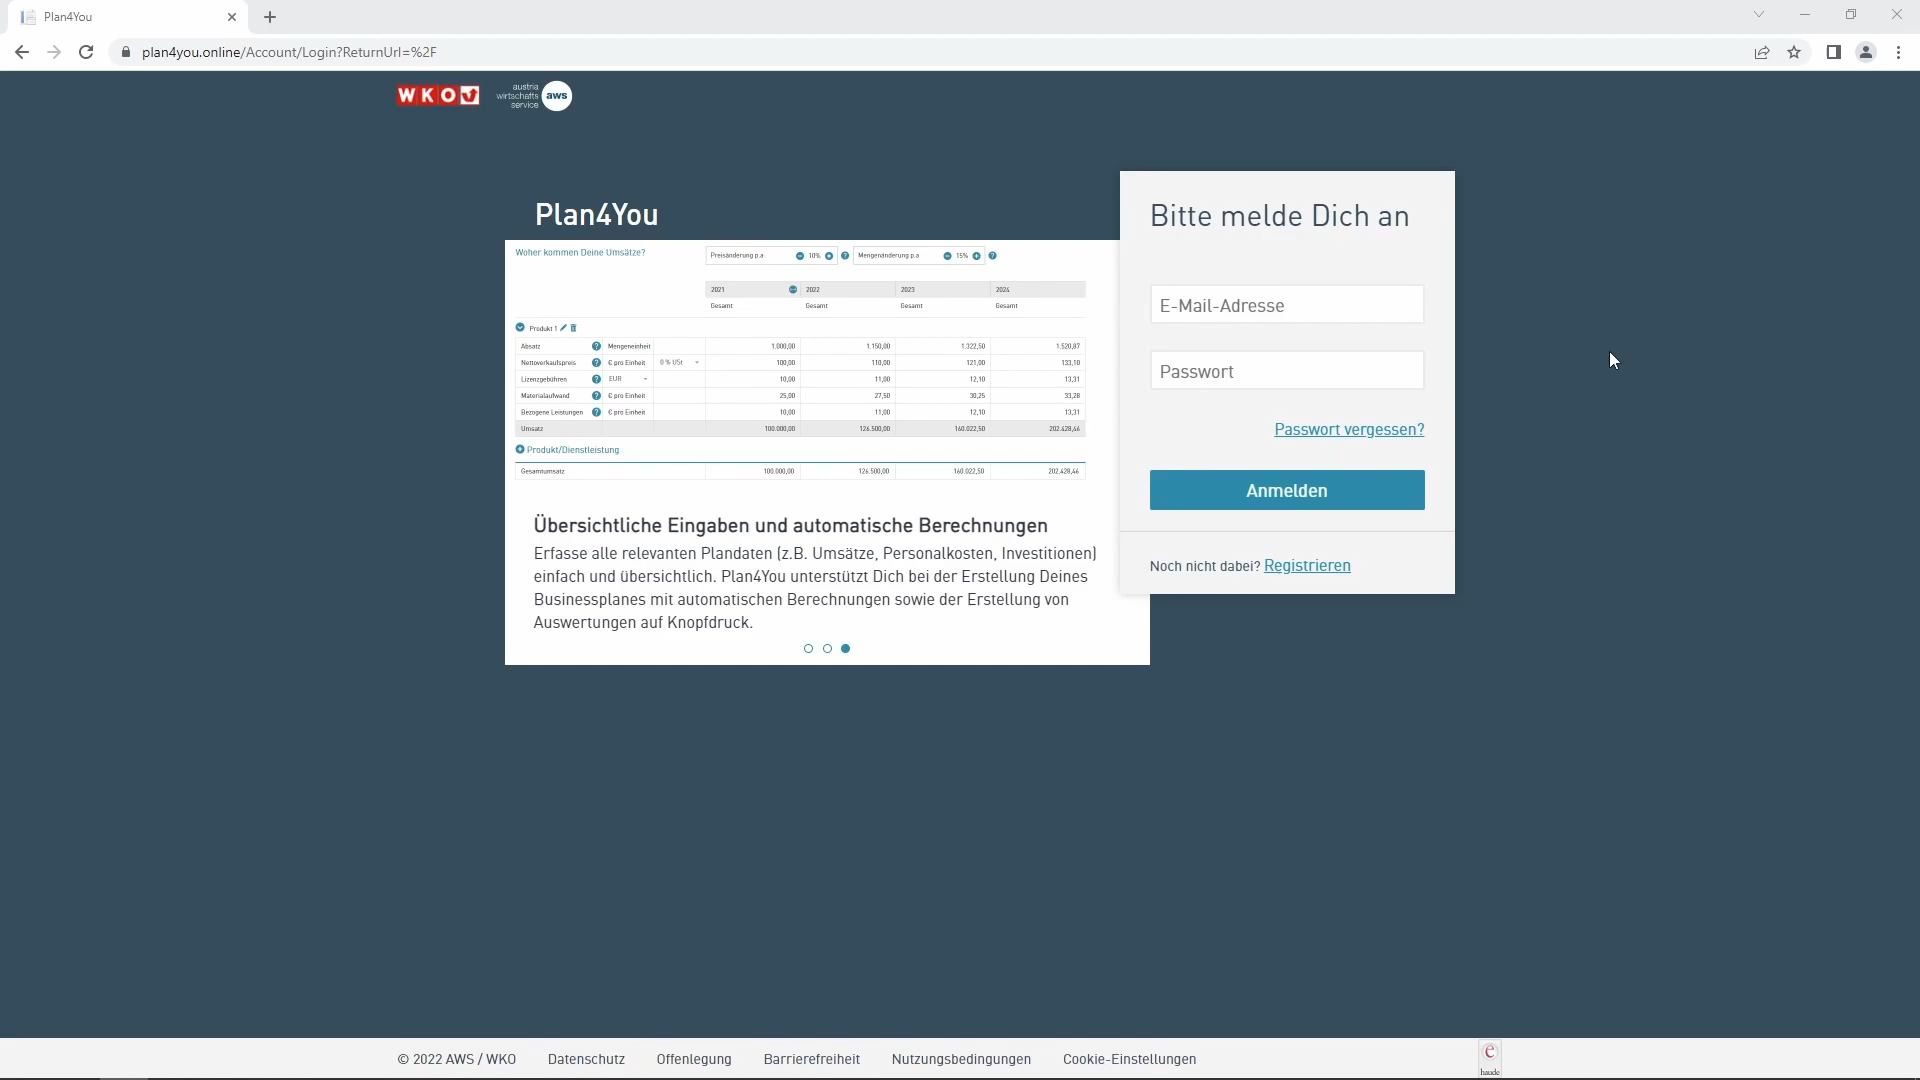 Plan4You
plan4you.online/Account/Login?ReturnUrl=%2F
WKO
austria
wirtschafts
service
aws
Plan4You
Woher kommen Deine Umsätze?
Preisänderung p.a
10%
?
Mengenänderung p.a
15%
?
2021 2022 2023 2024
Gesamt Gesamt Gesamt Gesamt
Produkt 1
Absatz ? Mengeneinheit 1.000,00 1.150,00 1.322,50 1.520,87
Nettoverkaufspreis ? € pro Einheit 0 % USt 100,00 110,00 121,00 133,10
Lizenzgebühren ? EUR 10,00 11,00 12,10 13,31
Materialaufwand ? € pro Einheit 25,00 27,50 30,25 33,28
Bezogene Leistungen ? € pro Einheit 10,00 11,00 12,10 13,31
Umsatz 100.000,00 126.500,00 160.022,50 202.428,46
Produkt/Dienstleistung
Gesamtumsatz 100.000,00 126.500,00 160.022,50 202.428,46
Übersichtliche Eingaben und automatische Berechnungen
Erfasse alle relevanten Plandaten (z.B. Umsätze, Personalkosten, Investitionen)
einfach und übersichtlich. Plan4You unterstützt Dich bei der Erstellung Deines
Businessplanes mit automatischen Berechnungen sowie der Erstellung von
Auswertungen auf Knopfdruck.
Bitte melde Dich an
E-Mail-Adresse
Passwort
Passwort vergessen?
Anmelden
Noch nicht dabei? Registrieren
© 2022 AWS / WKO Datenschutz Offenlegung Barrierefreiheit Nutzungsbedingungen Cookie-Einstellungen
e
haude